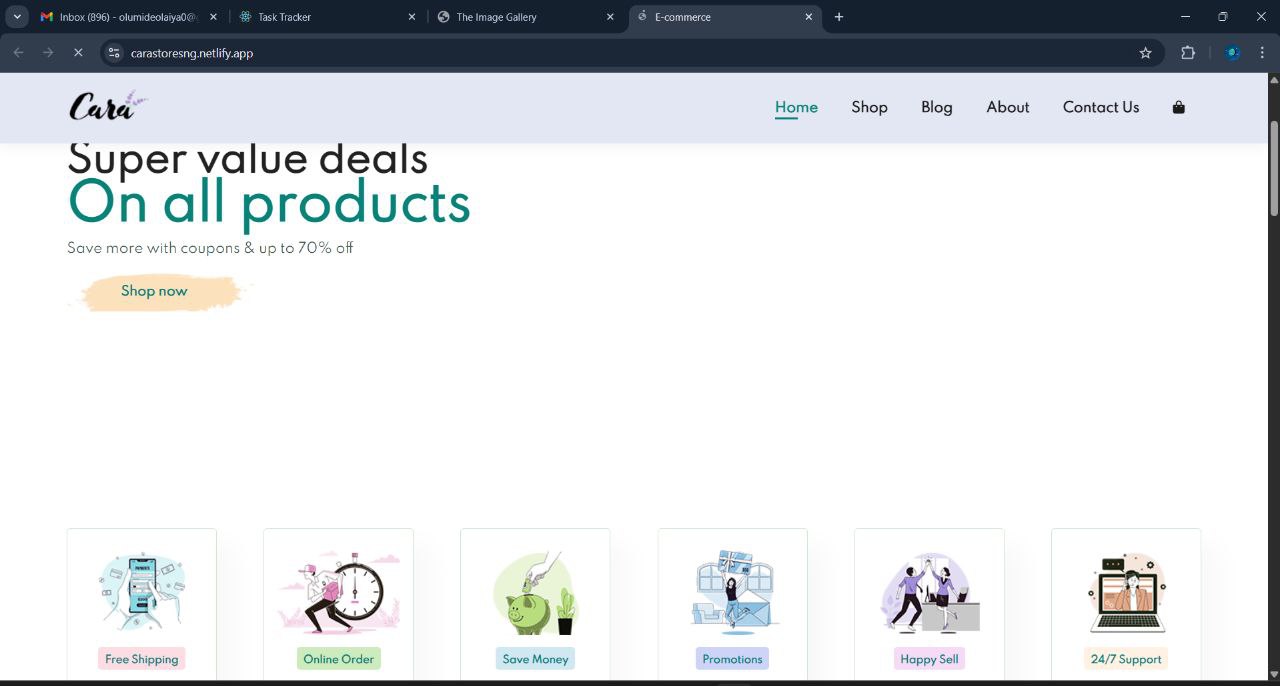 Inbox (896) - olumideolaiya0@
Task Tracker
The Image Gallery
E-commerce
carastoresng.netlify.app
Cara
Home
Shop
Blog
About
Contact Us
Super value deals
On all products
Save more with coupons & up to 70% off
Shop now
Free Shipping
Online Order
Save Money
Promotions
Happy Sell
24/7 Support